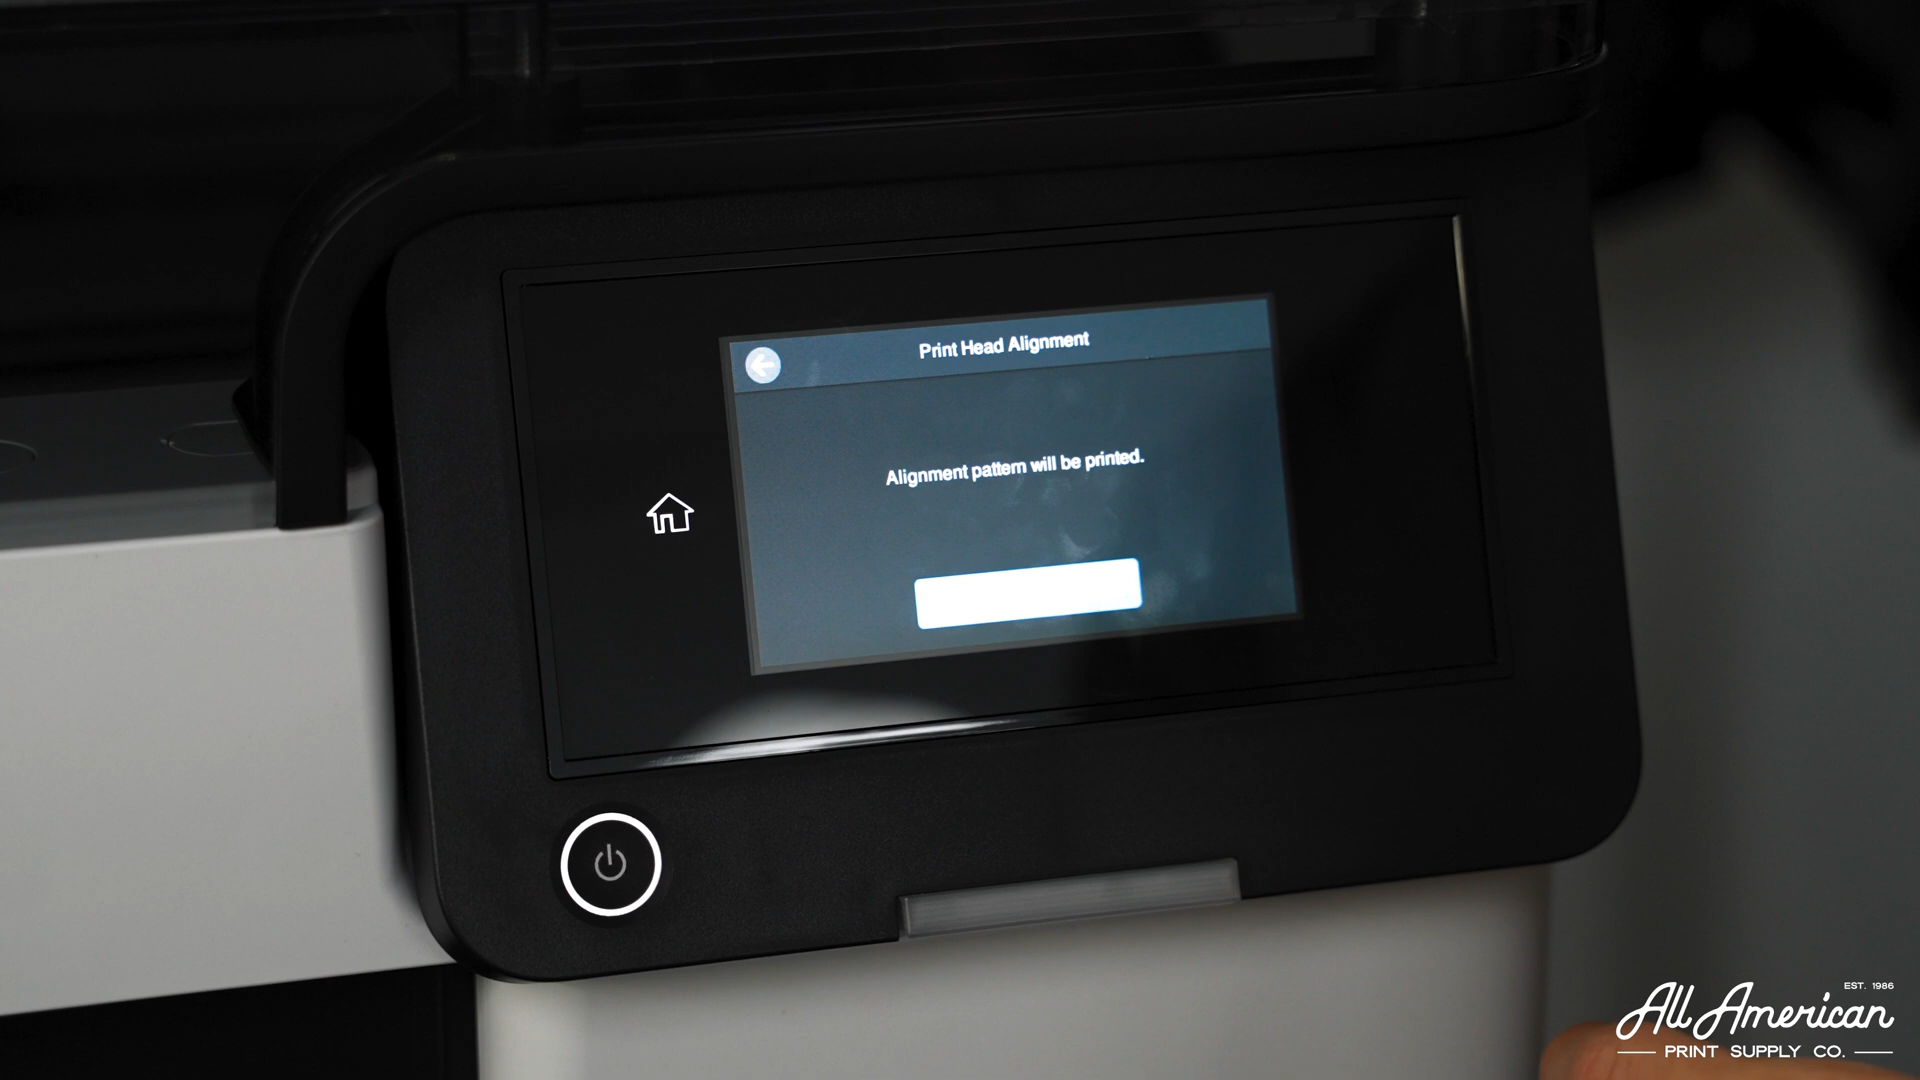 Print Head Alignment
Alignment pattern will be printed.
EST. 1986
All American
PRINT SUPPLY CO.